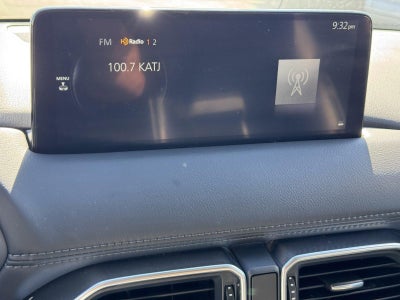 9:32pm
FM HD Radio 1 2
100.7 KATJ
MENU